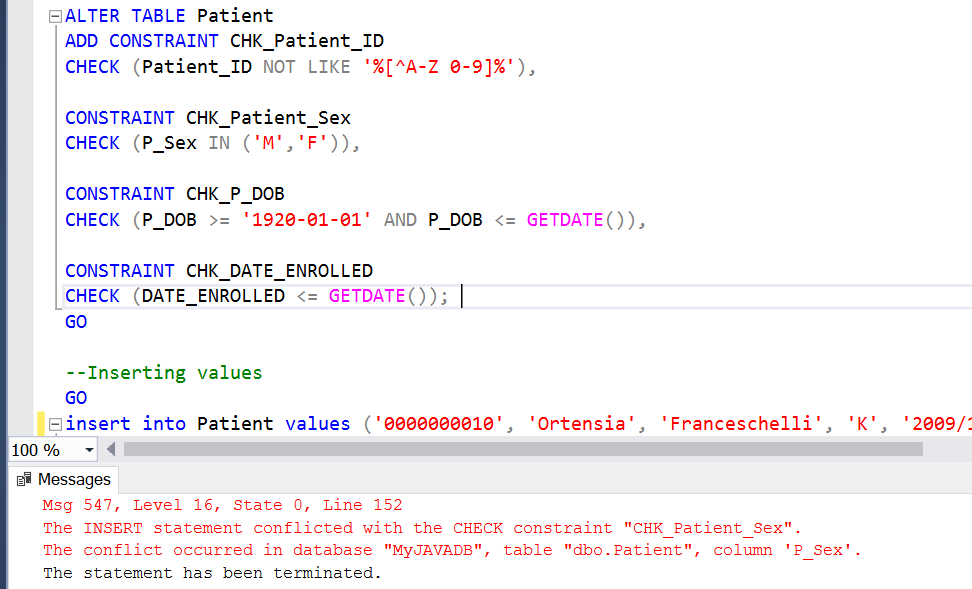 ALTER TABLE Patient
ADD CONSTRAINT CHK_Patient_ID
CHECK (Patient_ID NOT LIKE '%[^A-Z 0-9]%'),
CONSTRAINT CHK_Patient_Sex
CHECK (P_Sex IN ('M','F')),
CONSTRAINT CHK_P_DOB
CHECK (P_DOB >= '1920-01-01' AND P_DOB <= GETDATE()),
CONSTRAINT CHK_DATE_ENROLLED
CHECK (DATE_ENROLLED <= GETDATE());
GO
--Inserting values
GO
insert into Patient values ('0000000010', 'Ortensia', 'Franceschelli', 'K', '2009/1
100 %
Messages
Msg 547, Level 16, State 0, Line 152
The INSERT statement conflicted with the CHECK constraint "CHK_Patient_Sex".
The conflict occurred in database "MyJAVADB", table "dbo.Patient", column 'P_Sex'.
The statement has been terminated.